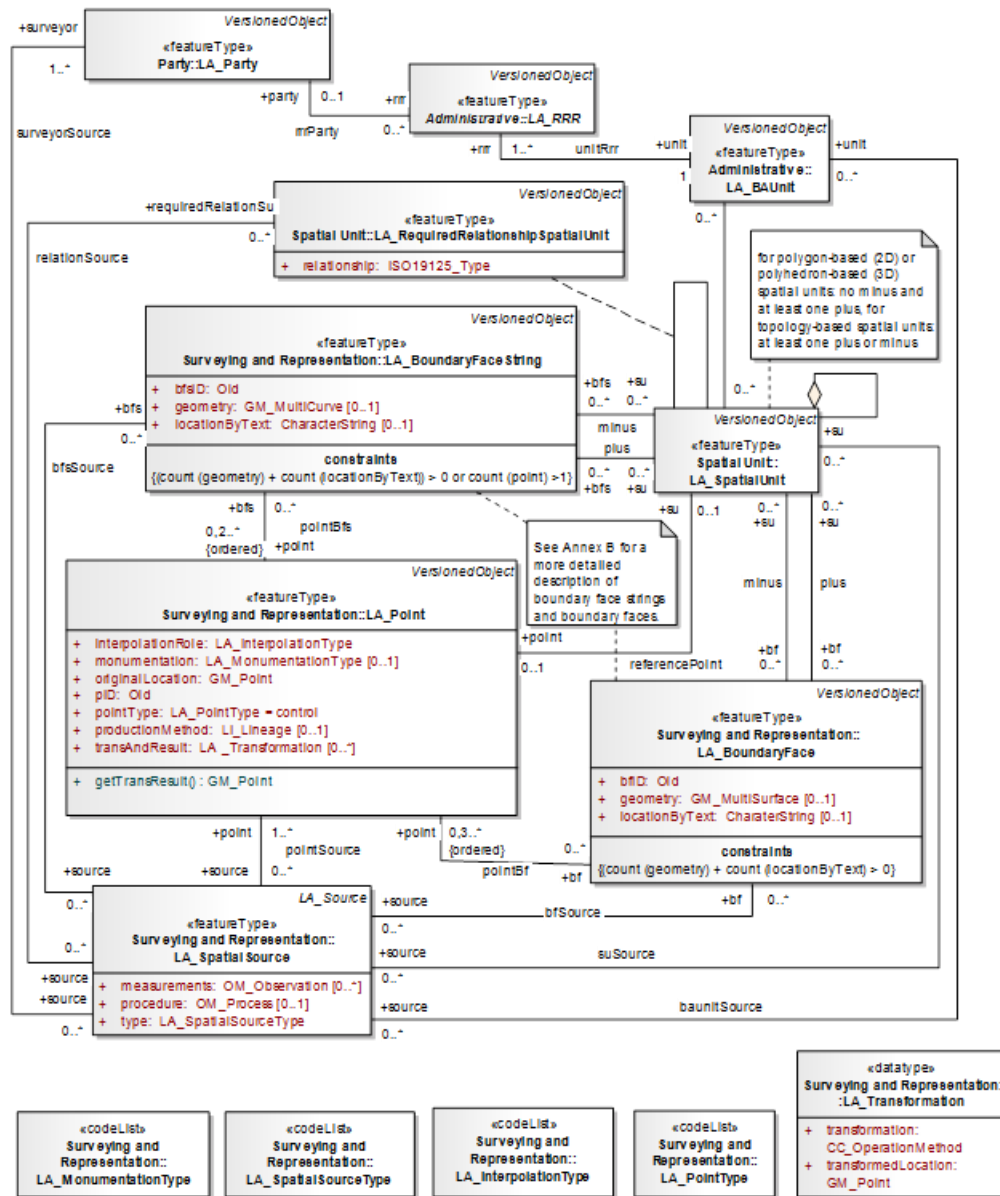 +surveyor
VersionedObject
«featureType»
Party::LA_Party
1..*
surveyorSource
+party
0..1
rrrParty
+rrr
0..*
VersionedObject
«featureType»
Administrative::LA_RRR
+rrr
1..*
unitRrr
+unit
1
VersionedObject
«featureType»
Administrative::
LA_BAUnit
+unit
0..*
0..*
+requiredRelationSu
0..*
relationSource
VersionedObject
«featureType»
Spatial Unit::LA_RequiredRelationshipSpatialUnit
+ relationship: ISO19125_Type
for polygon-based (2D) or
polyhedron-based (3D)
spatial units: no minus and
at least one plus, for
topology-based spatial units:
at least one plus or minus
VersionedObject
«featureType»
Surveying and Representation::LA_BoundaryFaceString
+ bfsID: Oid
+ geometry: GM_MultiCurve [0..1]
+ locationByText: CharacterString [0..1]
constraints
{(count (geometry) + count (locationByText)) > 0 or count (point) >1}
+bfs
0..*
bfsSource
+bfs +su
0..* 0..*
minus
plus
0..* 0..*
+bfs +su
0..*
VersionedObject
«featureType»
Spatial Unit::
LA_SpatialUnit
+su
0..*
+su
0..1
0..*
+su
0..*
+su
+bfs
0..*
0,2..*
{ordered}
pointBfs
+point
See Annex B for a
more detailed
description of
boundary face strings
and boundary faces.
minus
plus
VersionedObject
«featureType»
Surveying and Representation::LA_Point
+ interpolationRole: LA_InterpolationType
+ monumentation: LA_MonumentationType [0..1]
+ originalLocation: GM_Point
+ pID: Oid
+ pointType: LA_PointType = control
+ productionMethod: LI_Lineage [0..1]
+ transAndResult: LA _Transformation [0..*]
+ getTransResult() : GM_Point
+point
0..1
referencePoint
+bf
0..*
+bf
0..*
VersionedObject
«featureType»
Surveying and Representation::
LA_BoundaryFace
+ bfID: Oid
+ geometry: GM_MultiSurface [0..1]
+ locationByText: CharaterString [0..1]
constraints
{(count (geometry) + count (locationByText) > 0}
+point
1..*
pointSource
+source
0..*
+point
0,3..*
{ordered}
pointBf
0..*
+bf
+bf
0..*
+source
0..*
0..*
+source
+source
0..*
LA_Source
«featureType»
Surveying and Representation::
LA_SpatialSource
+ measurements: OM_Observation [0..*]
+ procedure: OM_Process [0..1]
+ type: LA_SpatialSourceType
+source
0..*
bfSource
+source
0..*
suSource
+source
0..*
baunitSource
«codeList»
Surveying and
Representation::
LA_MonumentationType
«codeList»
Surveying and
Representation::
LA_SpatialSourceType
«codeList»
Surveying and
Representation::
LA_InterpolationType
«codeList»
Surveying and
Representation::
LA_PointType
«datatype»
Surveying and Representation:
:LA_Transformation
+ transformation:
CC_OperationMethod
+ transformedLocation:
GM_Point